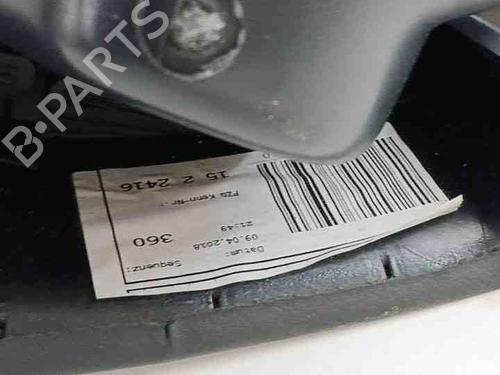 B-PARTS
FZG Kenn-Nr.:
15 2 2416
Datum:
09.04.2018
21:49
Sequenz:
360